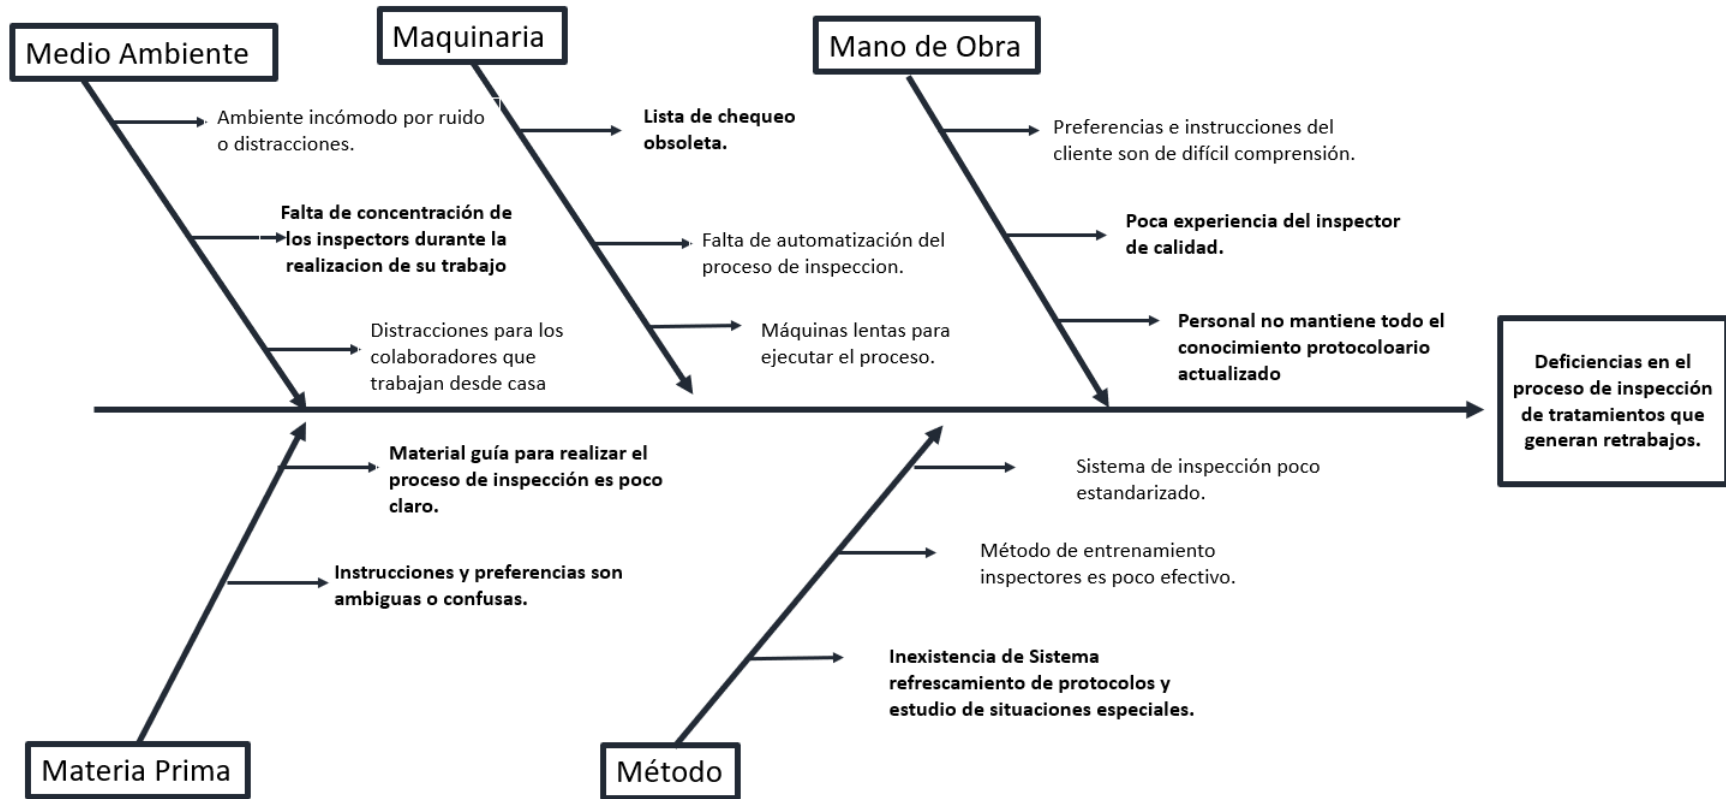 Medio Ambiente
Ambiente incómodo por ruido
o distracciones.
Falta de concentración de
los inspectors durante la
realizacion de su trabajo
Distracciones para los
colaboradores que
trabajan desde casa
Maquinaria
Lista de chequeo
obsoleta.
Falta de automatización del
proceso de inspeccion.
Máquinas lentas para
ejecutar el proceso.
Mano de Obra
Preferencias e instrucciones del
cliente son de difícil comprensión.
Poca experiencia del inspector
de calidad.
Personal no mantiene todo el
conocimiento protocoloario
actualizado
Deficiencias en el
proceso de inspección
de tratamientos que
generan retrabajos.
Material guía para realizar el
proceso de inspección es poco
claro.
Instrucciones y preferencias son
ambiguas o confusas.
Materia Prima
Sistema de inspección poco
estandarizado.
Método de entrenamiento
inspectores es poco efectivo.
Inexistencia de Sistema
refrescamiento de protocolos y
estudio de situaciones especiales.
Método